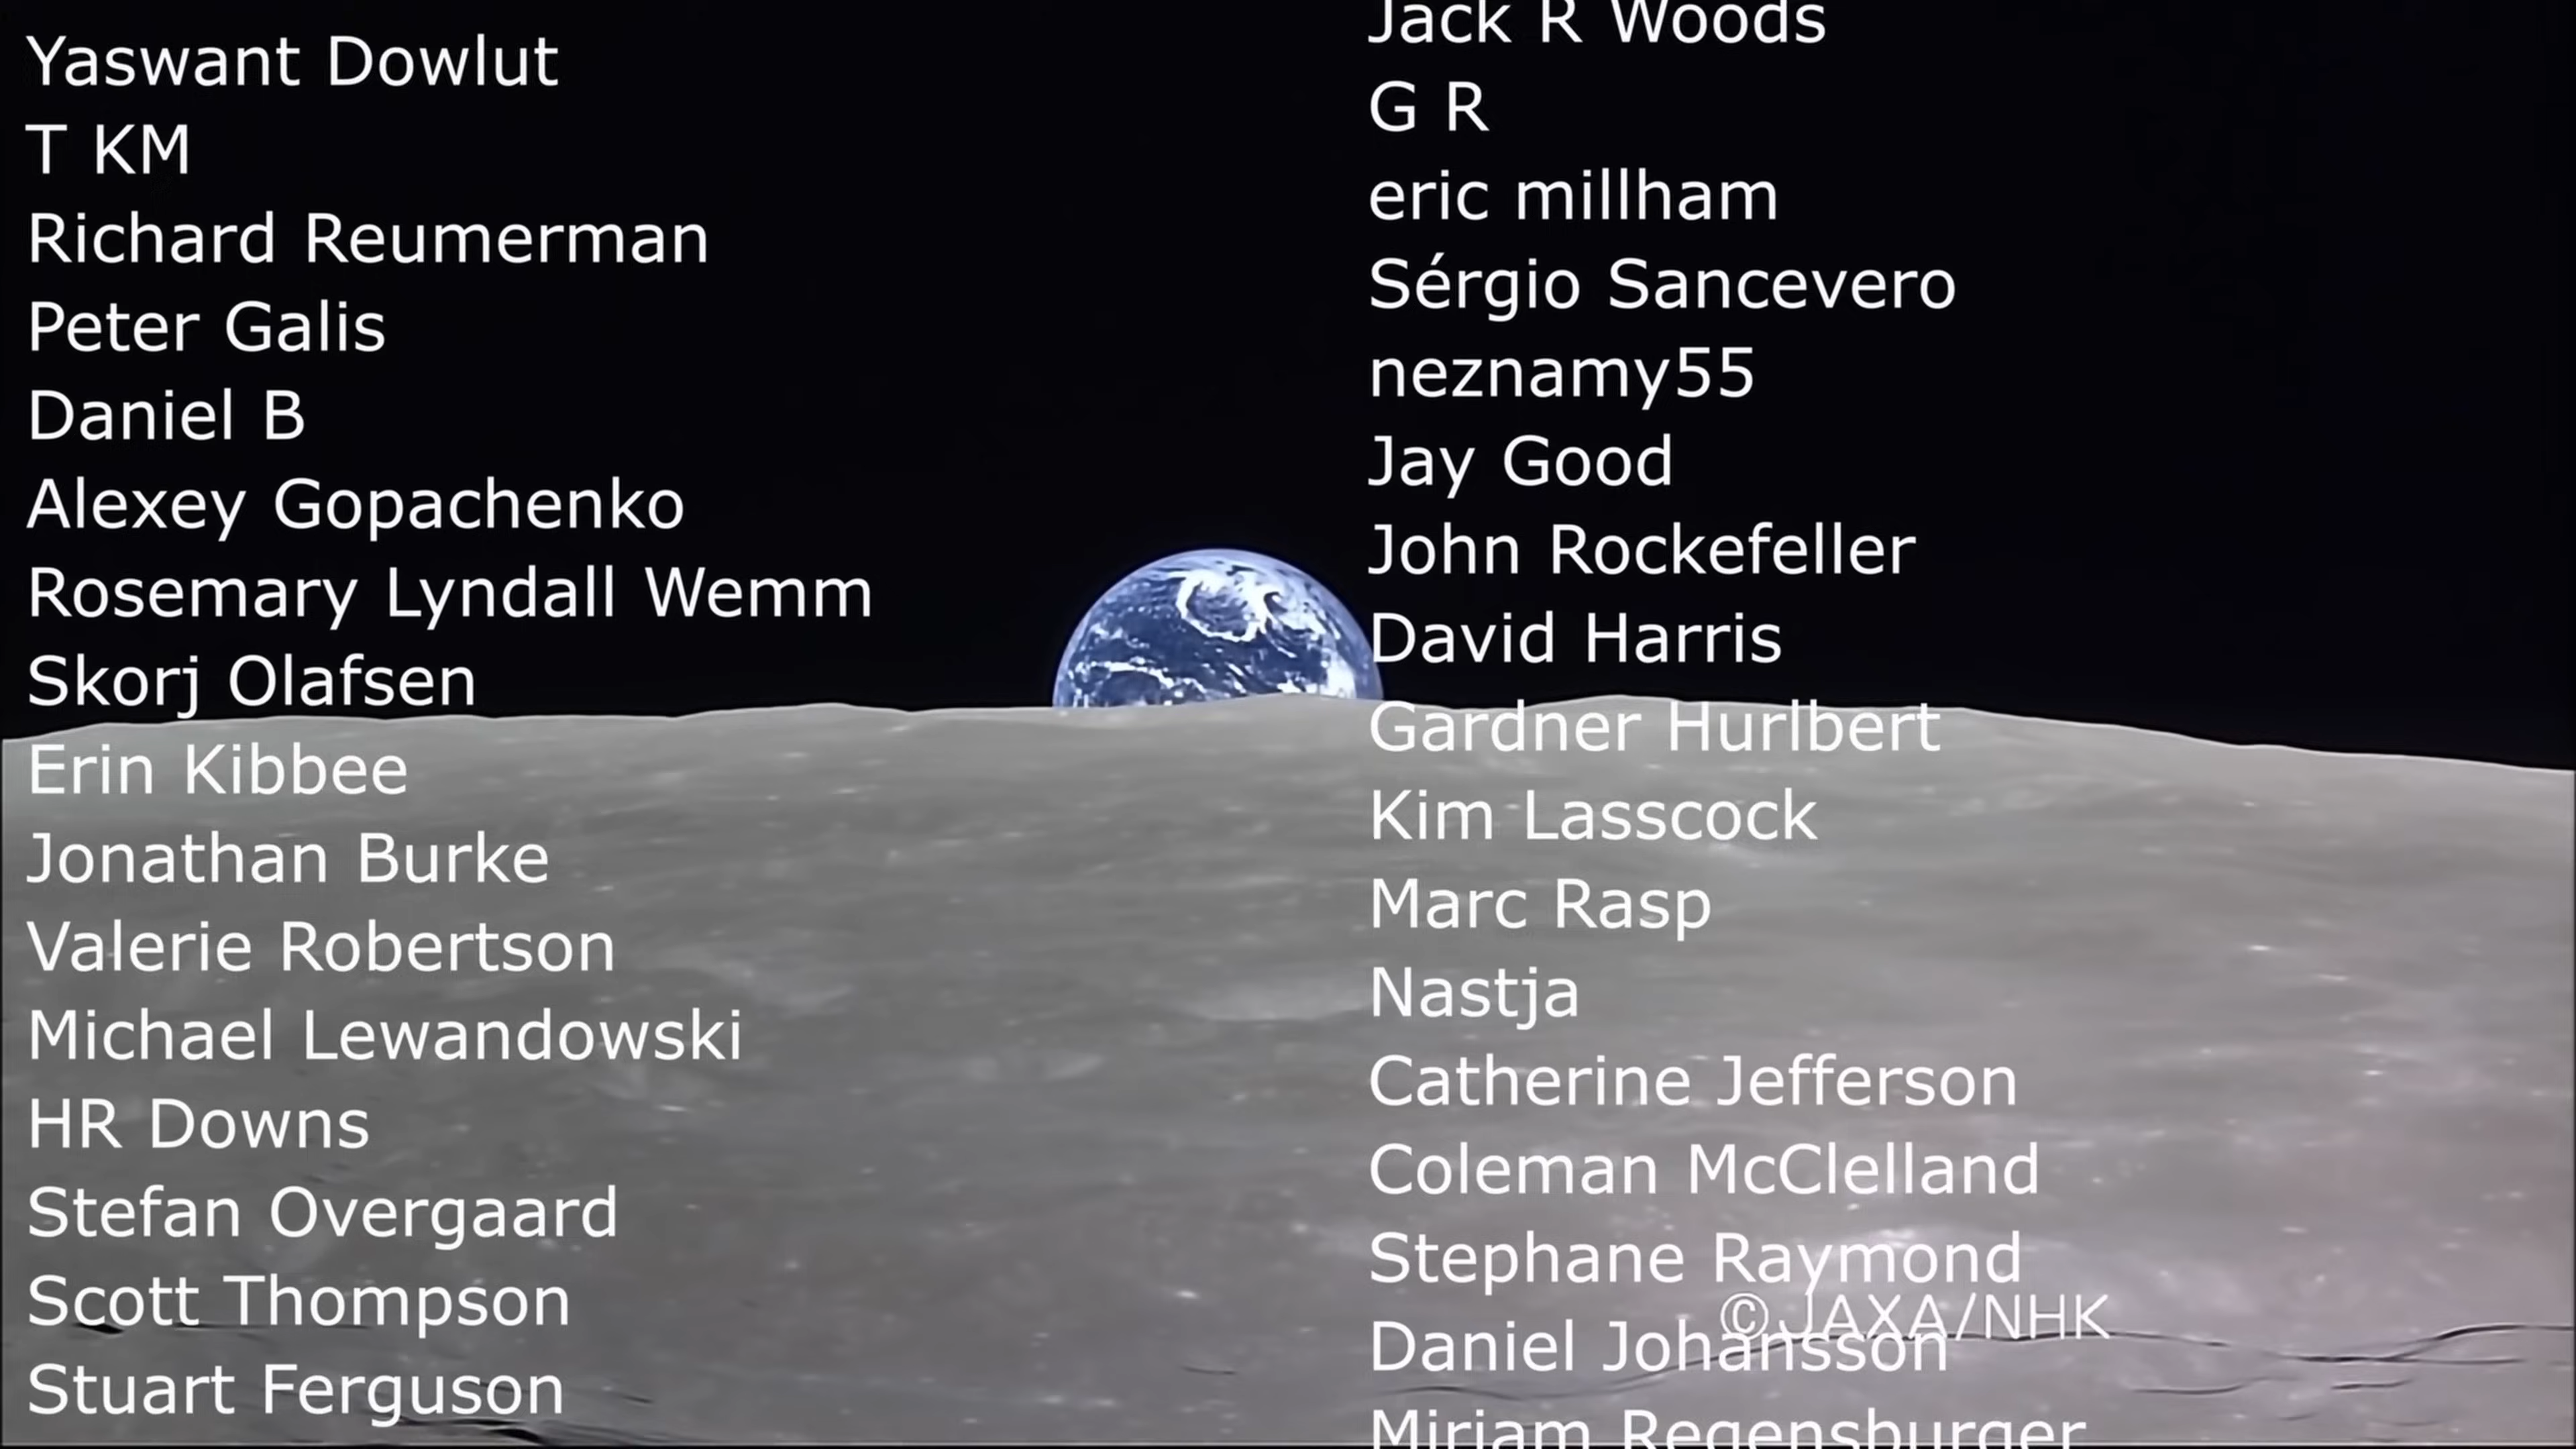 Yaswant Dowlut
T KM
Richard Reumerman
Peter Galis
Daniel B
Alexey Gopachenko
Rosemary Lyndall Wemm
Skorj Olafsen
Erin Kibbee
Jonathan Burke
Valerie Robertson
Michael Lewandowski
HR Downs
Stefan Overgaard
Scott Thompson
Stuart Ferguson
Jack R Woods
G R
eric millham
Sérgio Sancevero
neznamy55
Jay Good
John Rockefeller
David Harris
Gardner Hurlbert
Kim Lasscock
Marc Rasp
Nastja
Catherine Jefferson
Coleman McClelland
Stephane Raymond
©JAXA/NHK
Daniel Johansson
Miriam Regensburger